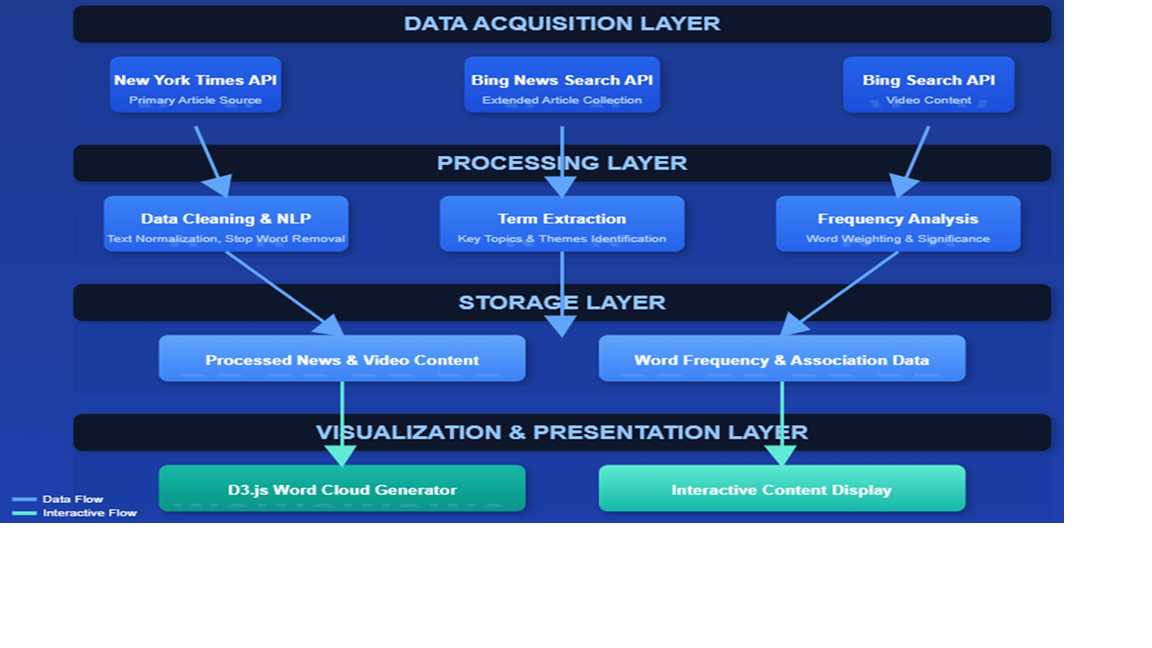 DATA ACQUISITION LAYER
New York Times API
Primary Article Source
Bing News Search API
Extended Article Collection
Bing Search API
Video Content
PROCESSING LAYER
Data Cleaning & NLP
Text Normalization, Stop Word Removal
Term Extraction
Key Topics & Themes Identification
Frequency Analysis
Word Weighting & Significance
STORAGE LAYER
Processed News & Video Content
Word Frequency & Association Data
VISUALIZATION & PRESENTATION LAYER
D3.js Word Cloud Generator
Interactive Content Display
Data Flow
Interactive Flow